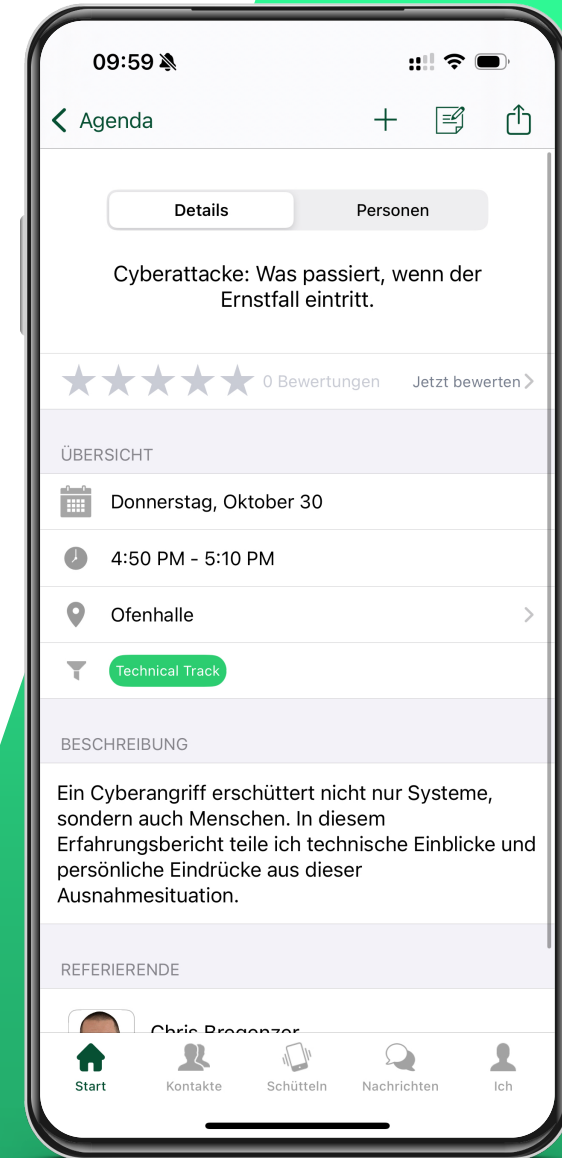 09:59
Agenda
Details
Personen
Cyberattacke: Was passiert, wenn der
Ernstfall eintritt.
0 Bewertungen
Jetzt bewerten
ÜBERSICHT
Donnerstag, Oktober 30
4:50 PM - 5:10 PM
Ofenhalle
Technical Track
BESCHREIBUNG
Ein Cyberangriff erschüttert nicht nur Systeme,
sondern auch Menschen. In diesem
Erfahrungsbericht teile ich technische Einblicke und
persönliche Eindrücke aus dieser
Ausnahmesituation.
REFERIERENDE
Chris Bregenzer
Start
Kontakte
Schütteln
Nachrichten
Ich